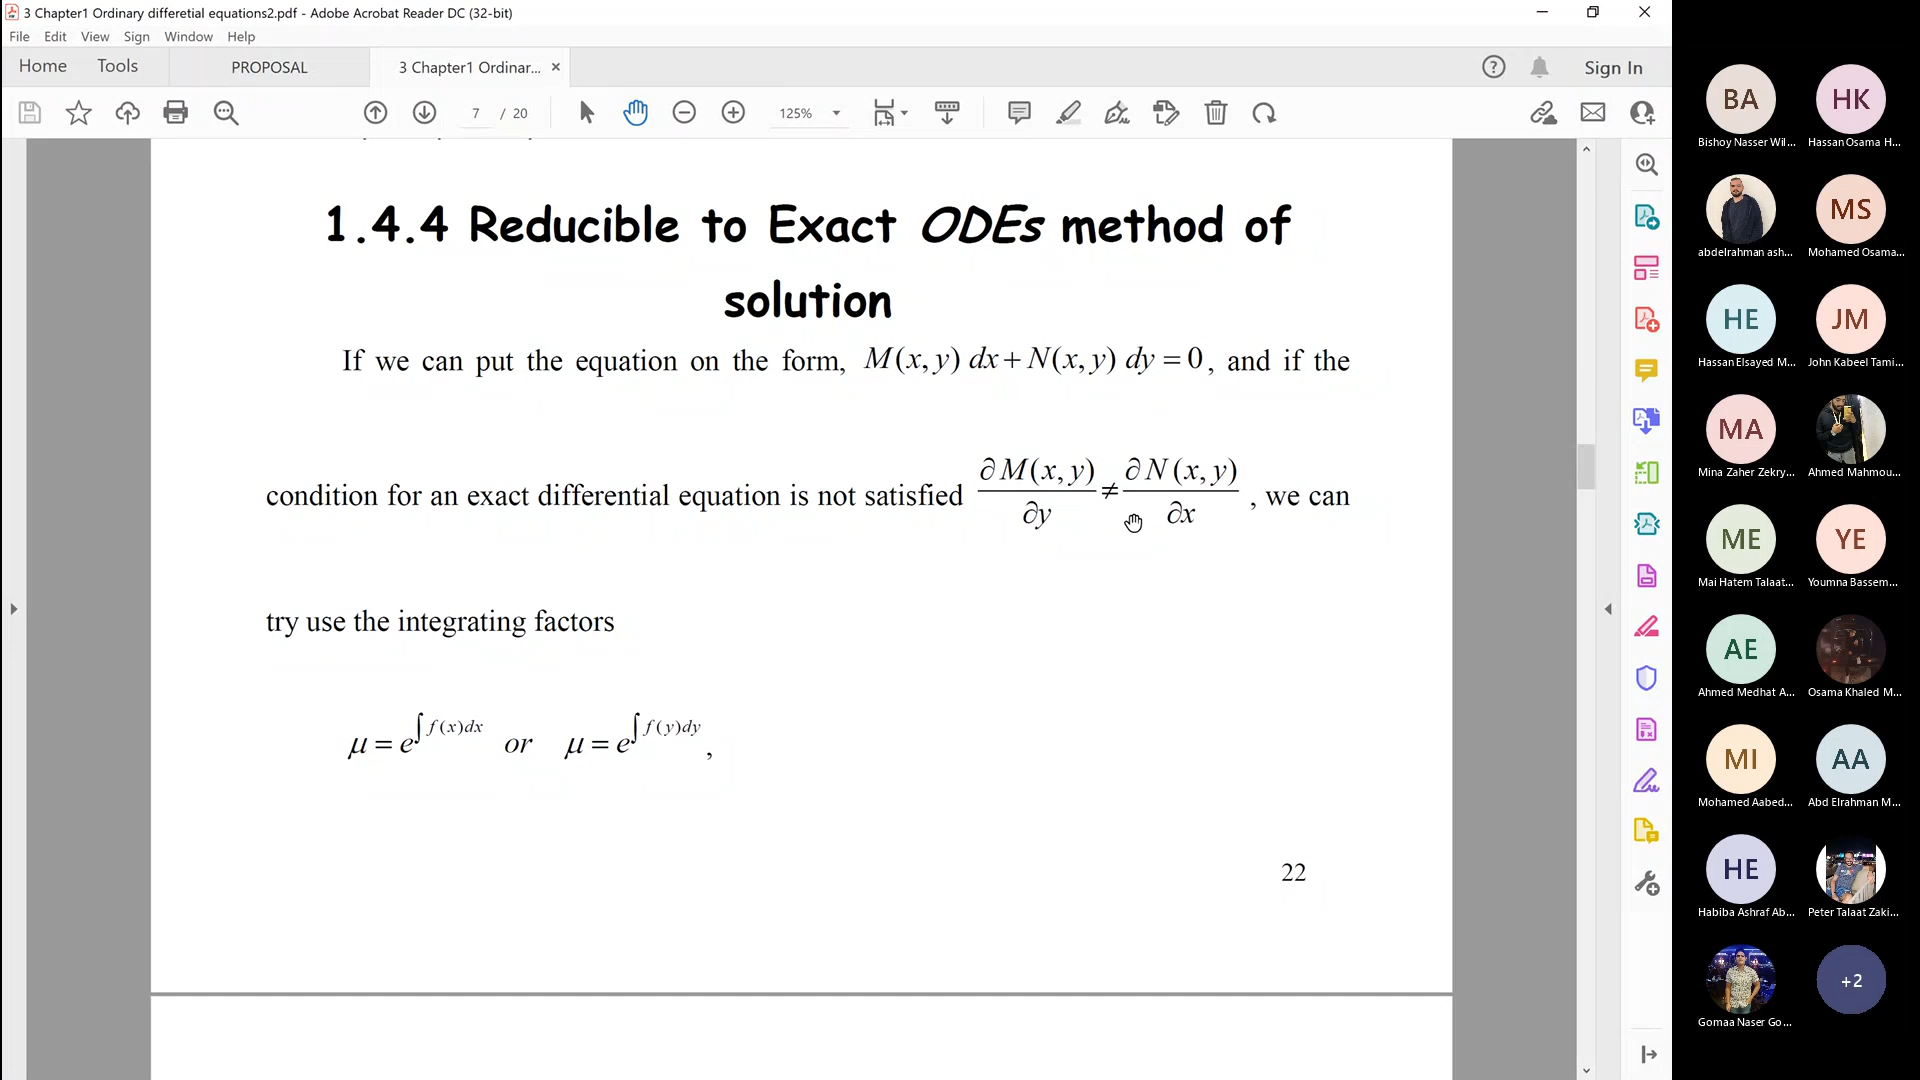 3 Chapter1 Ordinary differetial equations2.pdf - Adobe Acrobat Reader DC (32-bit)
File Edit View Sign Window Help
Home Tools PROPOSAL 3 Chapter1 Ordinar... × Sign In
7 / 20 125%
1.4.4 Reducible to Exact ODEs method of
solution
If we can put the equation on the form, M(x, y) dx + N(x, y) dy = 0, and if the
condition for an exact differential equation is not satisfied ∂M(x, y)/∂y ≠ ∂N(x, y)/∂x , we can
try use the integrating factors
μ = e^∫f(x)dx or μ = e^∫f(y)dy ,
22
BA HK
Bishoy Nasser Wil... Hassan Osama H...
MS
abdelrahman ash... Mohamed Osama...
HE JM
Hassan Elsayed M... John Kabeel Tami...
MA
Mina Zaher Zekry... Ahmed Mahmou...
ME YE
Mai Hatem Talaat... Youmna Bassem...
AE
Ahmed Medhat A... Osama Khaled M...
MI AA
Mohamed Aabed... Abd Elrahman M...
HE
Habiba Ashraf Ab... Peter Talaat Zaki...
+2
Gomaa Naser Go...